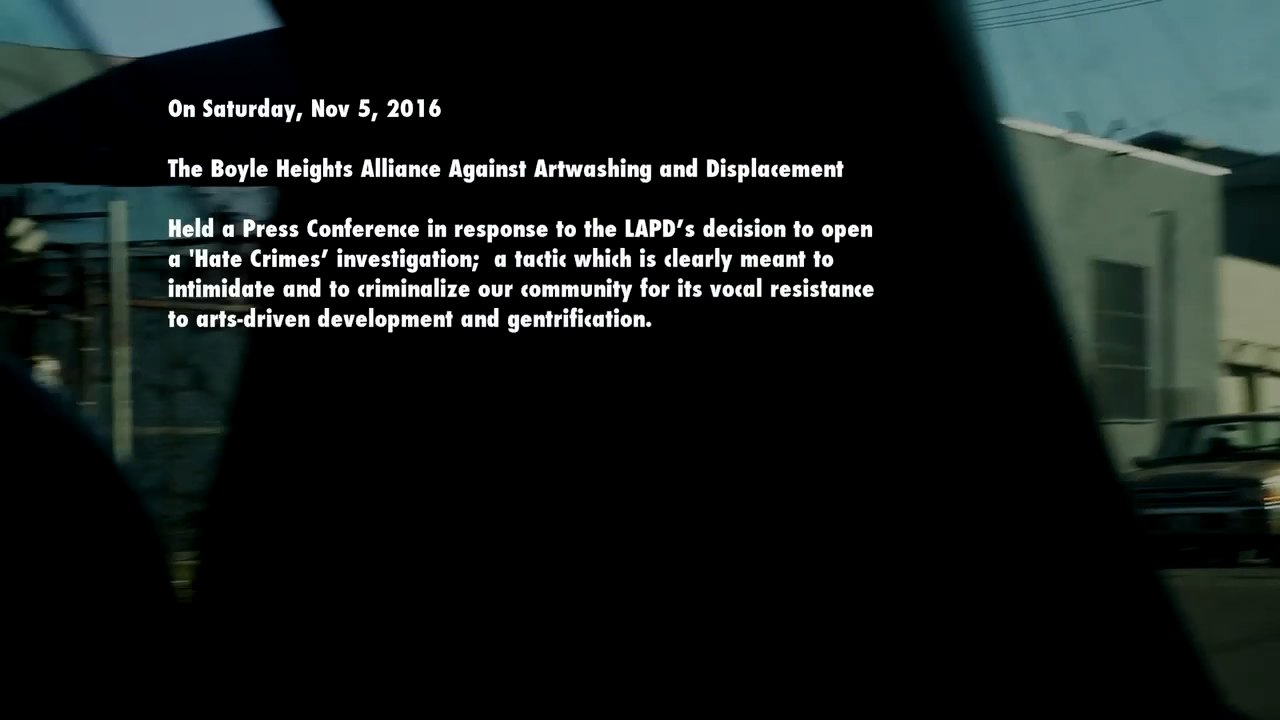 On Saturday, Nov 5, 2016
The Boyle Heights Alliance Against Artwashing and Displacement
Held a Press Conference in response to the LAPD’s decision to open
a 'Hate Crimes’ investigation;  a tactic which is clearly meant to
intimidate and to criminalize our community for its vocal resistance
to arts-driven development and gentrification.